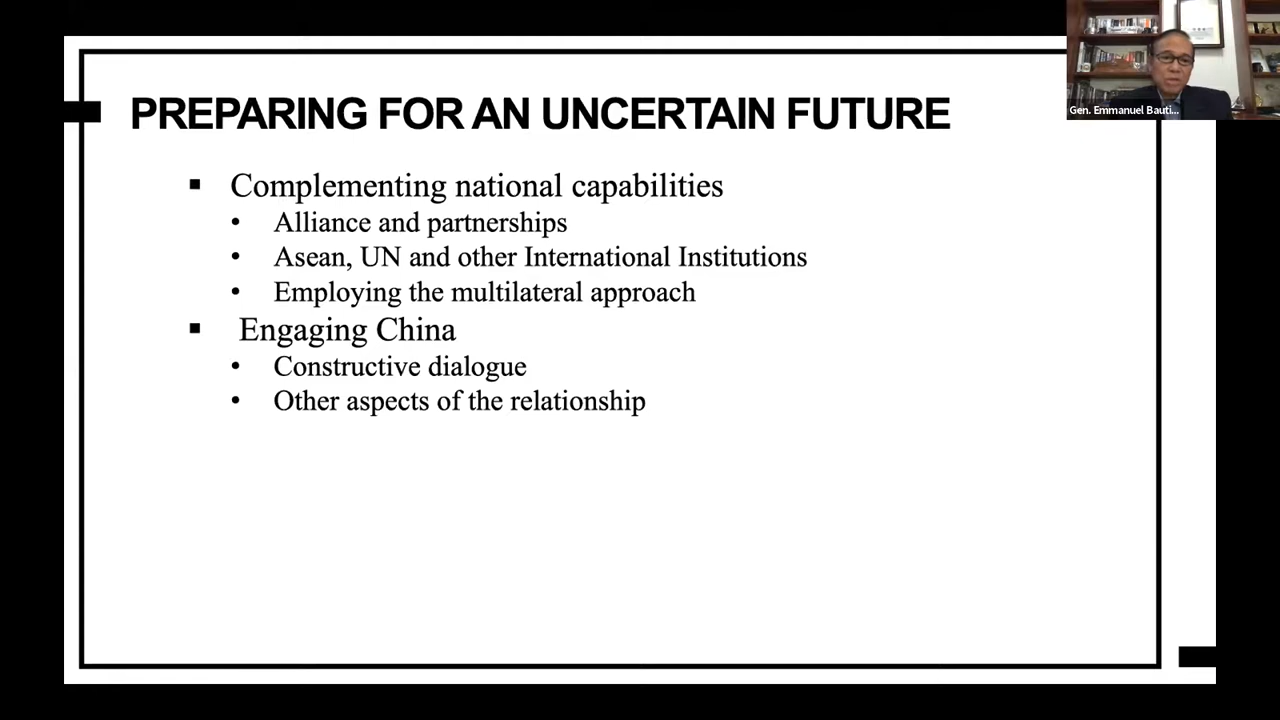 PREPARING FOR AN UNCERTAIN FUTURE
▪ Complementing national capabilities
• Alliance and partnerships
• Asean, UN and other International Institutions
• Employing the multilateral approach
▪ Engaging China
• Constructive dialogue
• Other aspects of the relationship
Gen. Emmanuel Bauti...